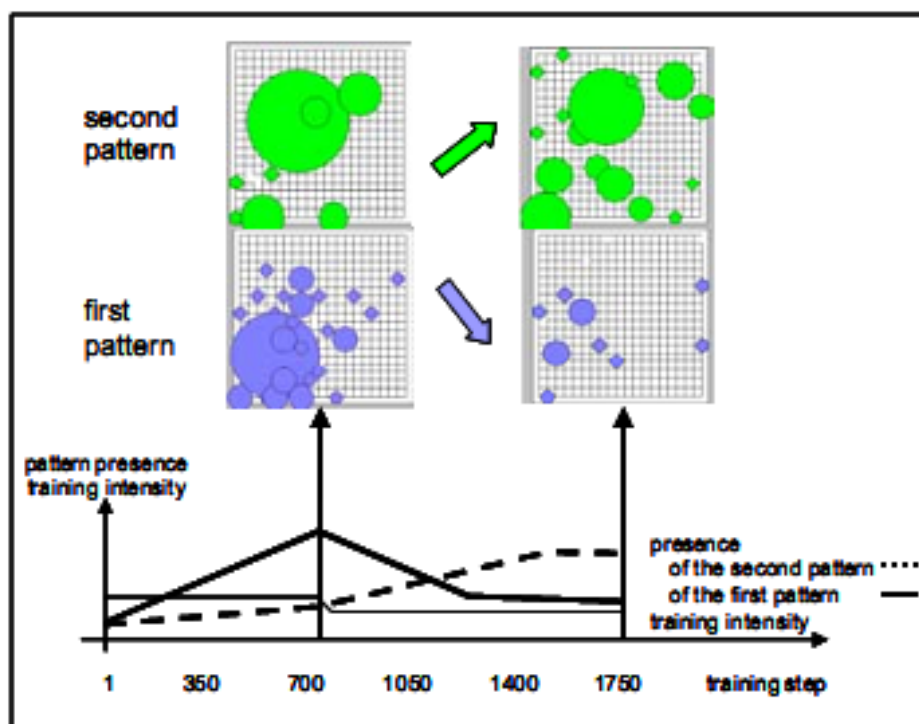 second
pattern
first
pattern
pattern presence
training intensity
presence
of the second pattern
of the first pattern
training intensity
1 350 700 1050 1400 1750 training step